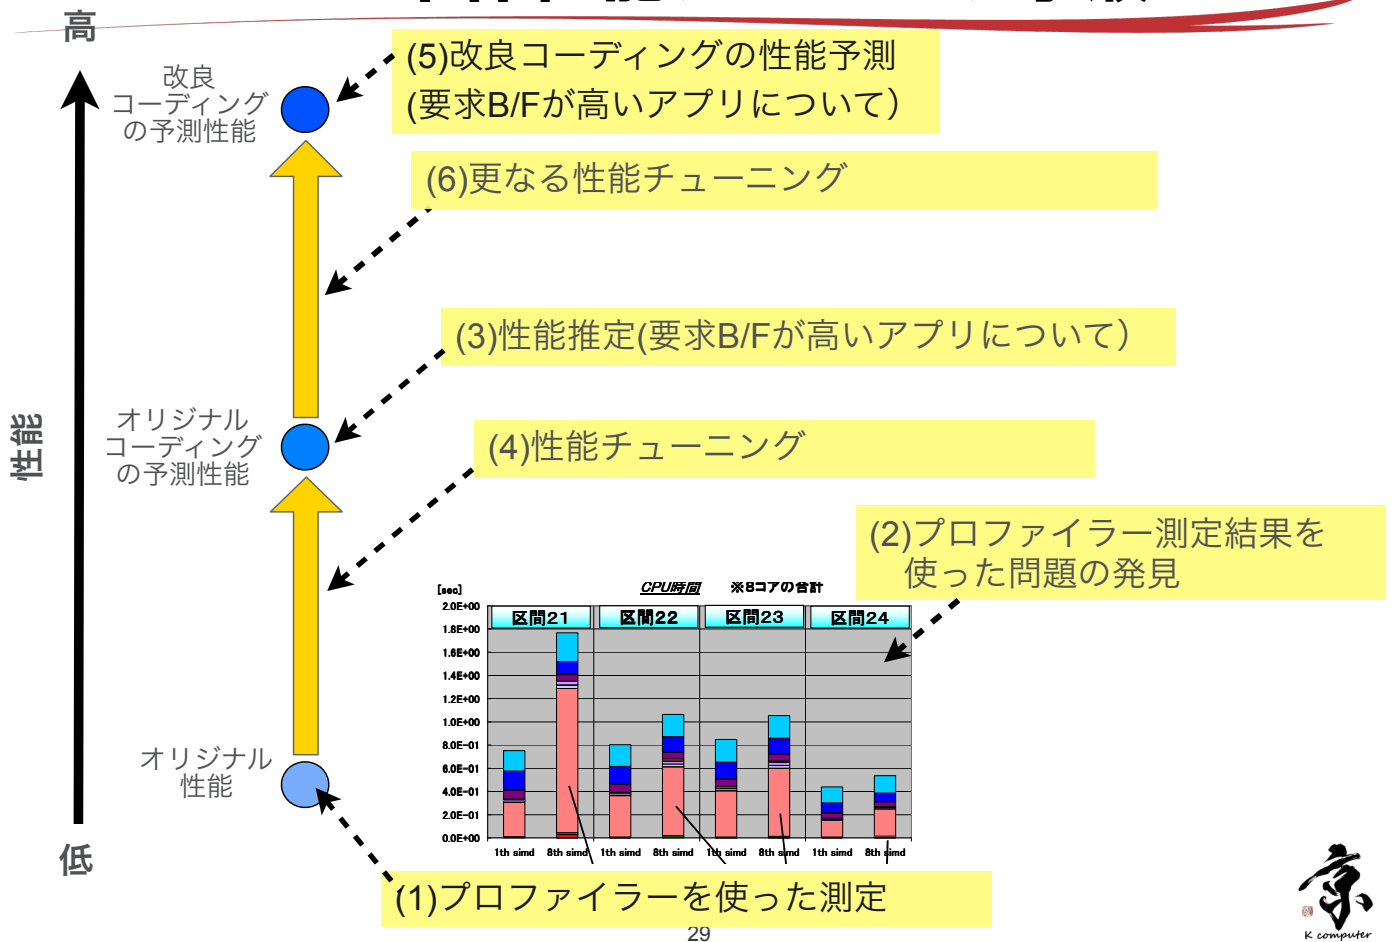 高
(5)改良コーディングの性能予測
(要求B/Fが高いアプリについて）
改良
コーディング
の予測性能
(6)更なる性能チューニング
(3)性能推定(要求B/Fが高いアプリについて）
性能
オリジナル
コーディング
の予測性能
(4)性能チューニング
(2)プロファイラー測定結果を
使った問題の発見
オリジナル
性能
[sec]
CPU時間 ※8コアの合計
区間21 区間22 区間23 区間24
2.0E+00
1.8E+00
1.6E+00
1.4E+00
1.2E+00
1.0E+00
8.0E-01
6.0E-01
4.0E-01
2.0E-01
0.0E+00
1th simd 8th simd 1th simd 8th simd 1th simd 8th simd 1th simd 8th simd
低
(1)プロファイラーを使った測定
29
京
K computer